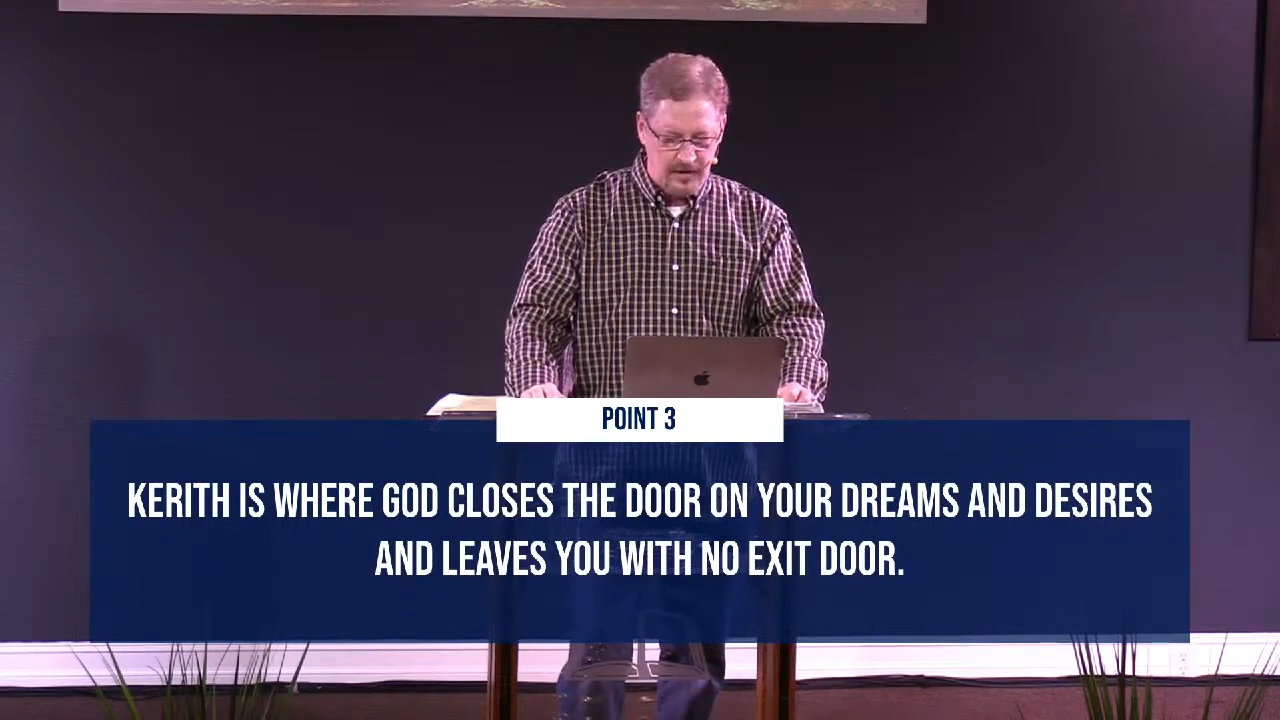 POINT 3
KERITH IS WHERE GOD CLOSES THE DOOR ON YOUR DREAMS AND DESIRES
AND LEAVES YOU WITH NO EXIT DOOR.